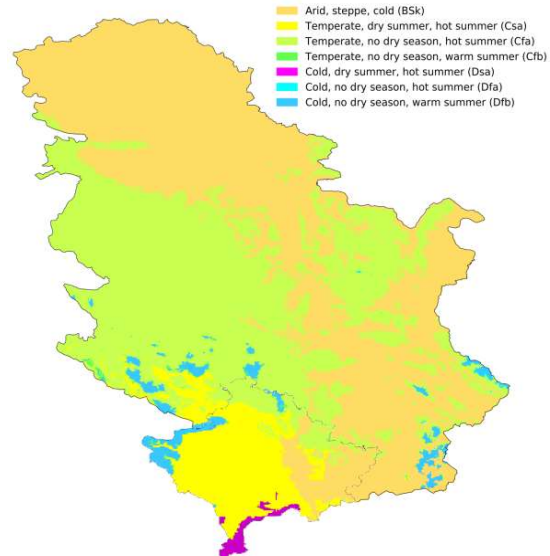 Arid, steppe, cold (BSk)
Temperate, dry summer, hot summer (Csa)
Temperate, no dry season, hot summer (Cfa)
Temperate, no dry season, warm summer (Cfb)
Cold, dry summer, hot summer (Dsa)
Cold, no dry season, hot summer (Dfa)
Cold, no dry season, warm summer (Dfb)